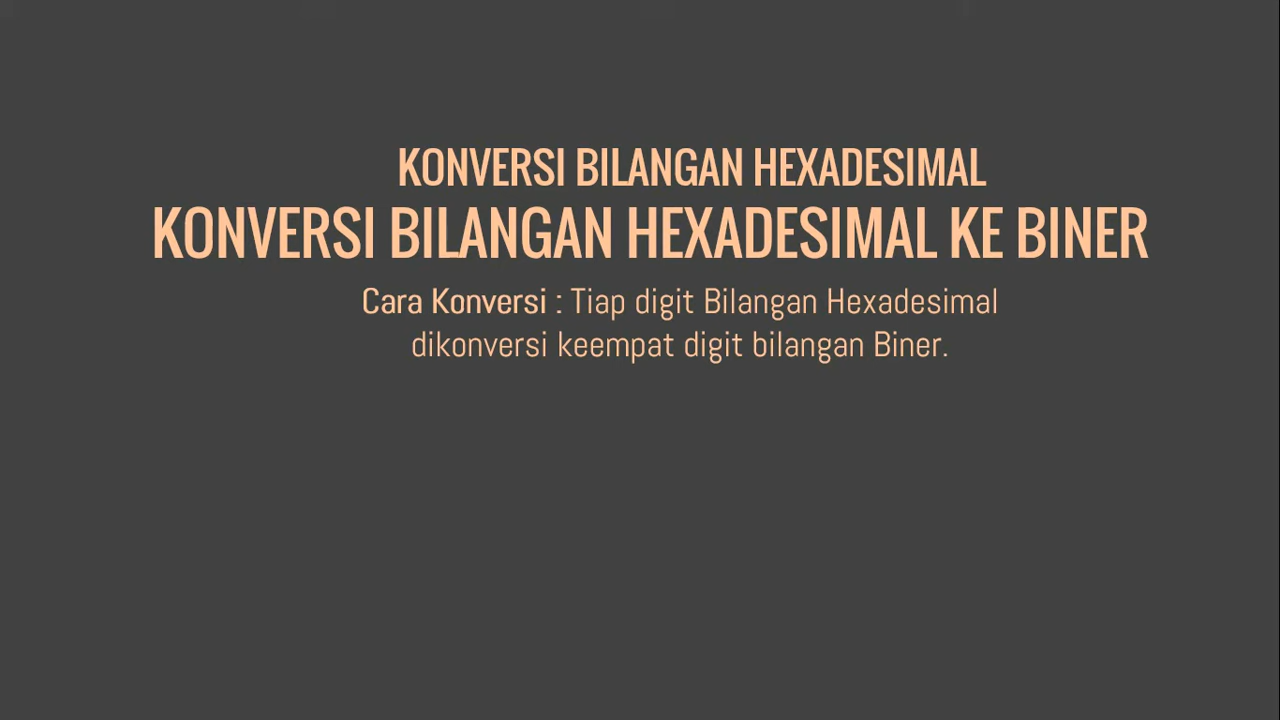 KONVERSI BILANGAN HEXADESIMAL
KONVERSI BILANGAN HEXADESIMAL KE BINER
Cara Konversi : Tiap digit Bilangan Hexadesimal
dikonversi keempat digit bilangan Biner.